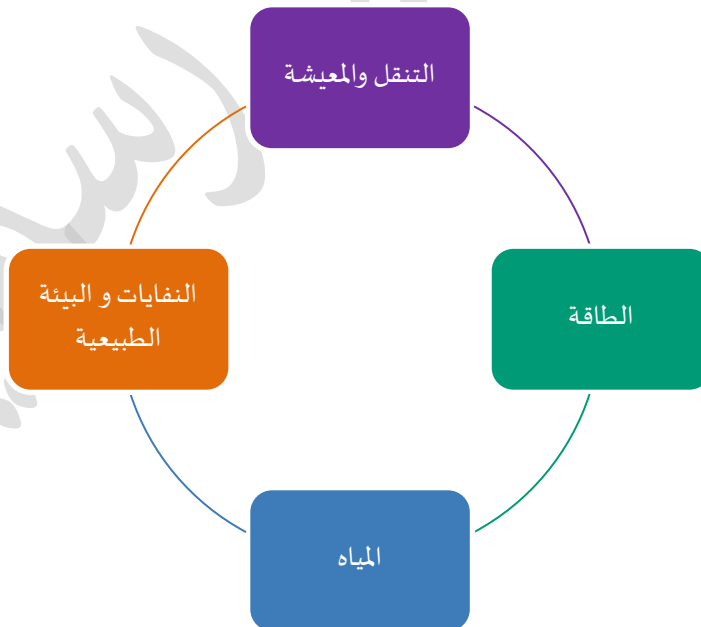 التنقل والمعيشة
الطاقة
المياه
النفايات و البيئة
الطبيعية